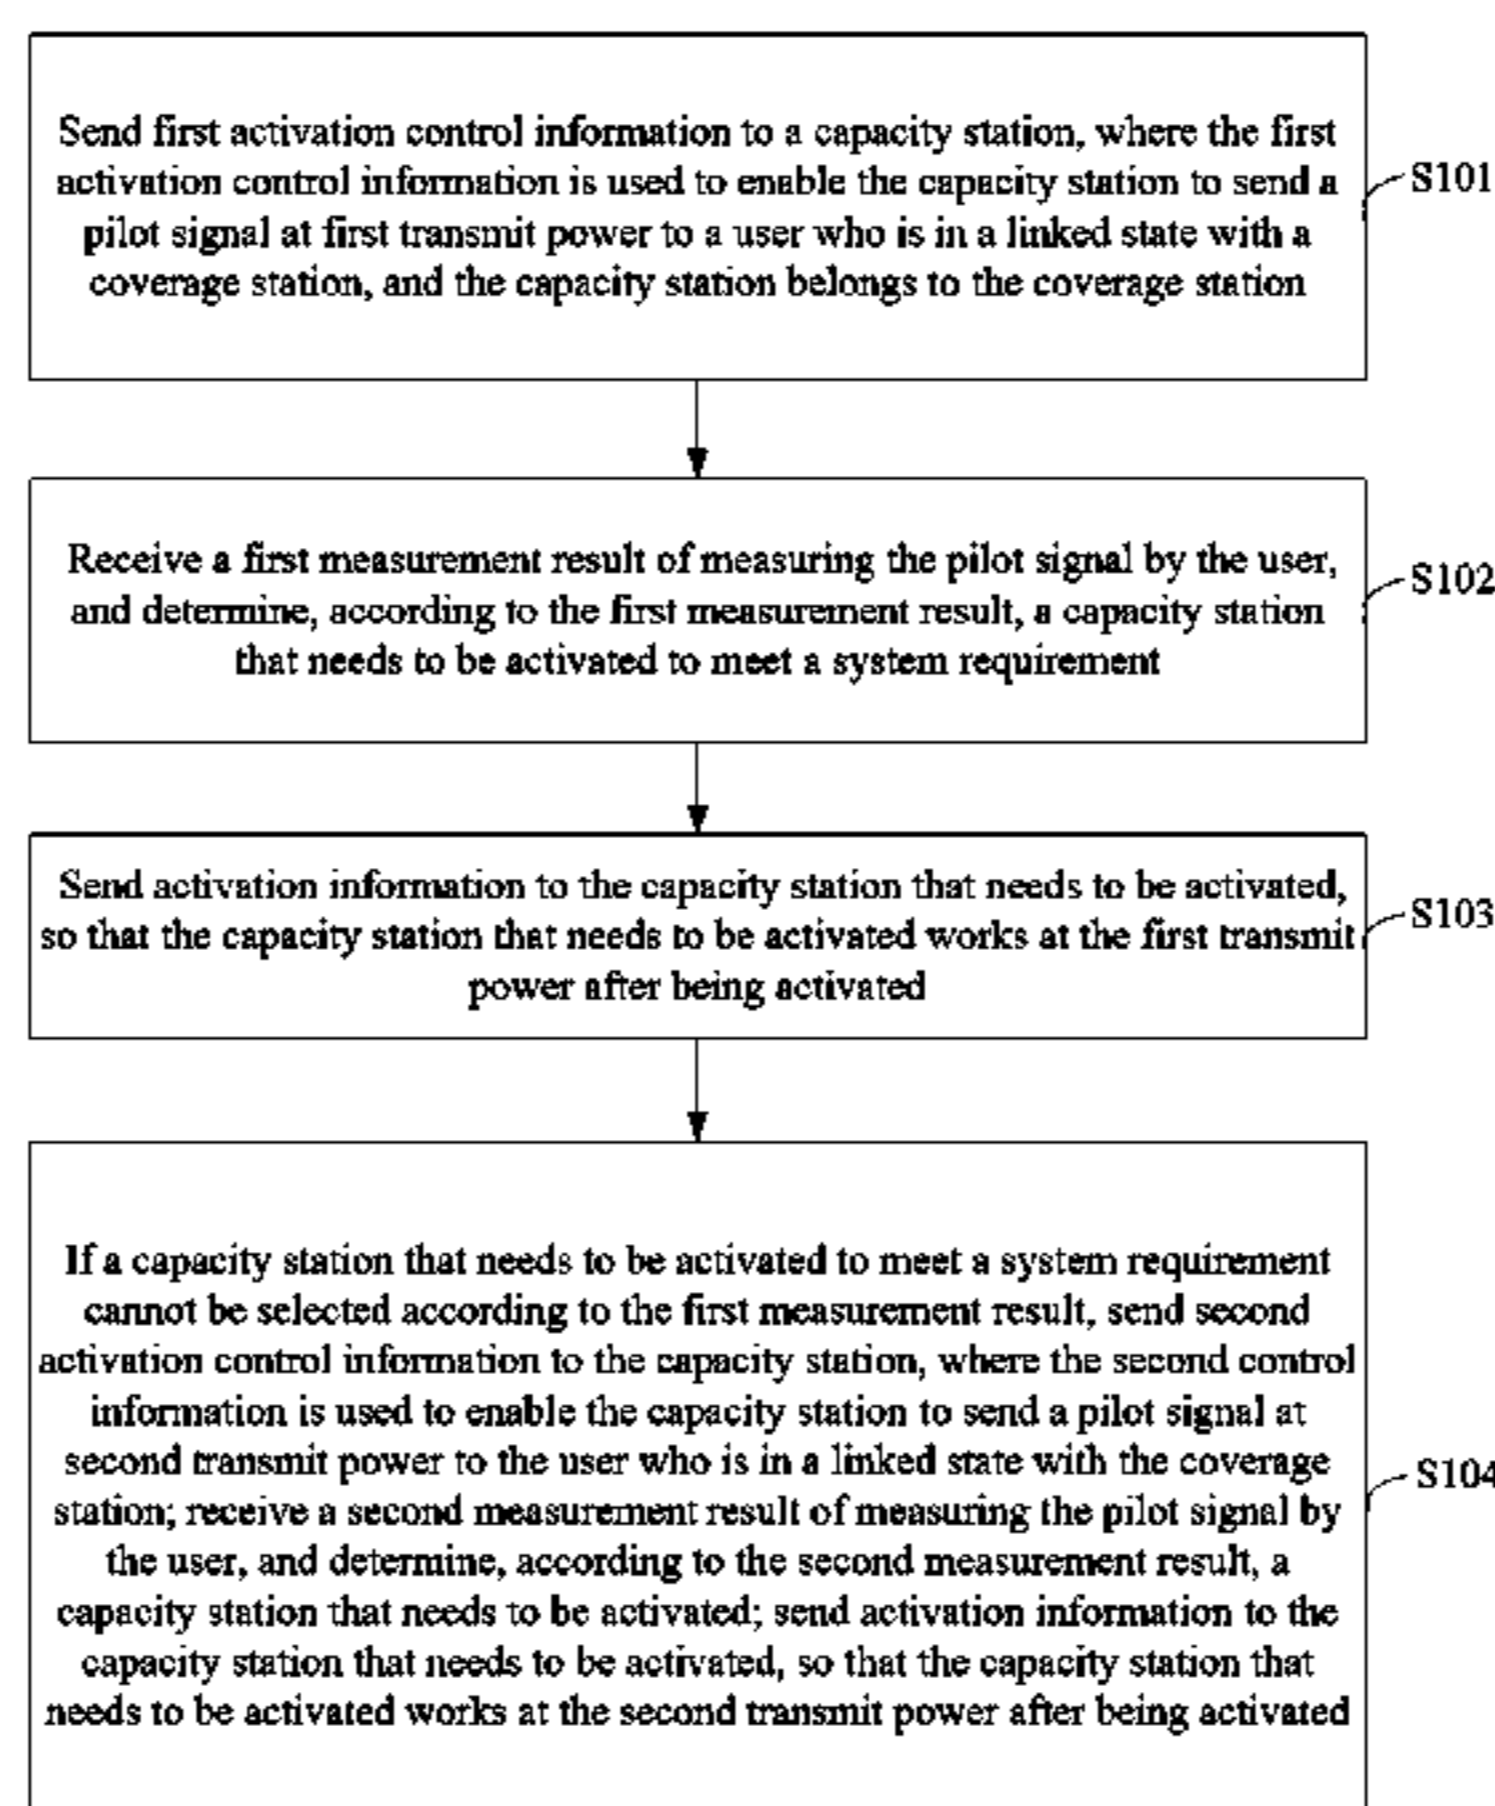 Send first activation control information to a capacity station, where the first
activation control information is used to enable the capacity station to send a
pilot signal at first transmit power to a user who is in a linked state with a
coverage station, and the capacity station belongs to the coverage station
S101
Receive a first measurement result of measuring the pilot signal by the user,
and determine, according to the first measurement result, a capacity station
that needs to be activated to meet a system requirement
S102
Send activation information to the capacity station that needs to be activated,
so that the capacity station that needs to be activated works at the first transmit
power after being activated
S103
If a capacity station that needs to be activated to meet a system requirement
cannot be selected according to the first measurement result, send second
activation control information to the capacity station, where the second control
information is used to enable the capacity station to send a pilot signal at
second transmit power to the user who is in a linked state with the coverage
station; receive a second measurement result of measuring the pilot signal by
the user, and determine, according to the second measurement result, a
capacity station that needs to be activated; send activation information to the
capacity station that needs to be activated, so that the capacity station that
needs to be activated works at the second transmit power after being activated
S104